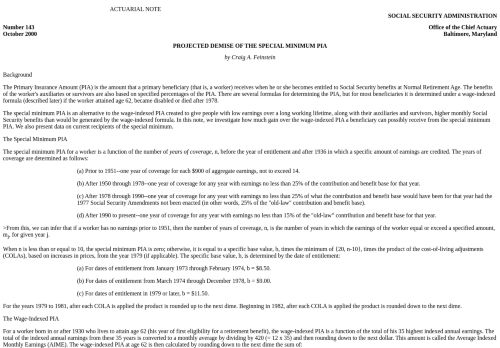 ACTUARIAL NOTE
SOCIAL SECURITY ADMINISTRATION
Number 143
Office of the Chief Actuary
October 2000
Baltimore, Maryland
PROJECTED DEMISE OF THE SPECIAL MINIMUM PIA
by Craig A. Feinstein
Background
The Primary Insurance Amount (PIA) is the amount that a primary beneficiary (that is, a worker) receives when he or she becomes entitled to Social Security benefits at Normal Retirement Age. The benefits
of the worker's auxiliaries or survivors are also based on specified percentages of the PIA. There are several formulas for determining the PIA, but for most beneficiaries it is determined under a wage-indexed
formula (described later) if the worker attained age 62, became disabled or died after 1978.
The special minimum PIA is an alternative to the wage-indexed PIA created to give people with low earnings over a long working lifetime, along with their auxiliaries and survivors, higher monthly Social
Security benefits than would be generated by the wage-indexed formula. In this note, we investigate how much gain over the wage-indexed PIA a beneficiary can possibly receive from the special minimum
PIA. We also present data on current recipients of the special minimum.
The Special Minimum PIA
The special minimum PIA for a worker is a function of the number of years of coverage, n, before the year of entitlement and after 1936 in which a specific amount of earnings are credited. The years of
coverage are determined as follows:
(a) Prior to 1951--one year of coverage for each $900 of aggregate earnings, not to exceed 14.
(b) After 1950 through 1978--one year of coverage for any year with earnings no less than 25% of the contribution and benefit base for that year.
(c) After 1978 through 1990--one year of coverage for any year with earnings no less than 25% of what the contribution and benefit base would have been for that year had the
1977 Social Security Amendments not been enacted (in other words, 25% of the "old-law" contribution and benefit base).
(d) After 1990 to present--one year of coverage for any year with earnings no less than 15% of the "old-law" contribution and benefit base for that year.
>From this, we can infer that if a worker has no earnings prior to 1951, then the number of years of coverage, n, is the number of years in which the earnings of the worker equal or exceed a specified amount,
mj, for given year j.
When n is less than or equal to 10, the special minimum PIA is zero; otherwise, it is equal to a specific base value, b, times the minimum of {20, n-10}, times the product of the cost-of-living adjustments
(COLAs), based on increases in prices, from the year 1979 (if applicable). The specific base value, b, is determined by the date of entitlement:
(a) For dates of entitlement from January 1973 through February 1974, b = $8.50.
(b) For dates of entitlement from March 1974 through December 1978, b = $9.00.
(c) For dates of entitlement in 1979 or later, b = $11.50.
For the years 1979 to 1981, after each COLA is applied the product is rounded up to the next dime. Beginning in 1982, after each COLA is applied the product is rounded down to the next dime.
The Wage-Indexed PIA
For a worker born in or after 1930 who lives to attain age 62 (his year of first eligibility for a retirement benefit), the wage-indexed PIA is a function of the total of his 35 highest indexed annual earnings. The
total of the indexed annual earnings from these 35 years is converted to a monthly average by dividing by 420 (= 12 x 35) and then rounding down to the next dollar. This amount is called the Average Indexed
Monthly Earnings (AIME). The wage-indexed PIA at age 62 is then calculated by rounding down to the next dime the sum of: